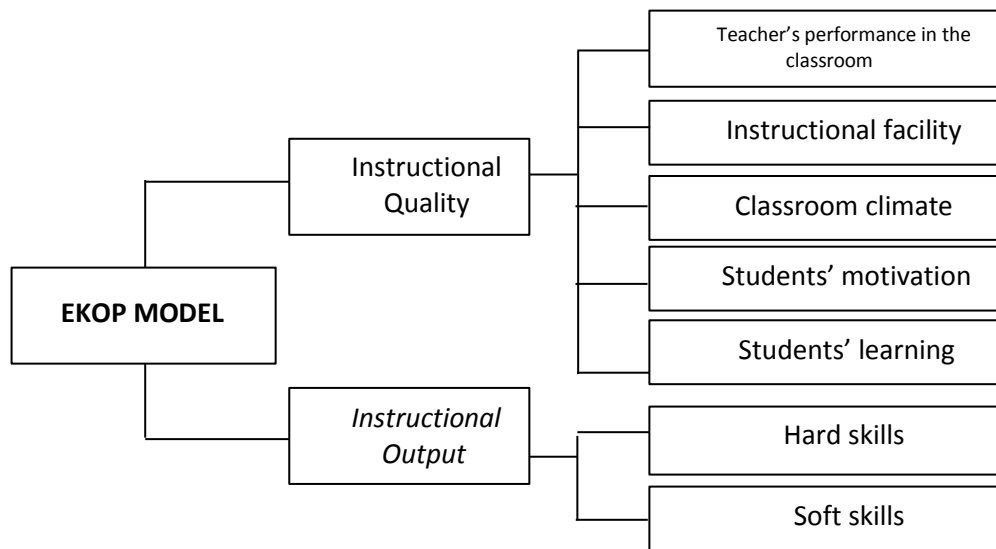 Teacher’s performance in the
classroom
Instructional facility
Instructional
Quality
Classroom climate
Students’ motivation
EKOP MODEL
Students’ learning
Instructional
Output
Hard skills
Soft skills